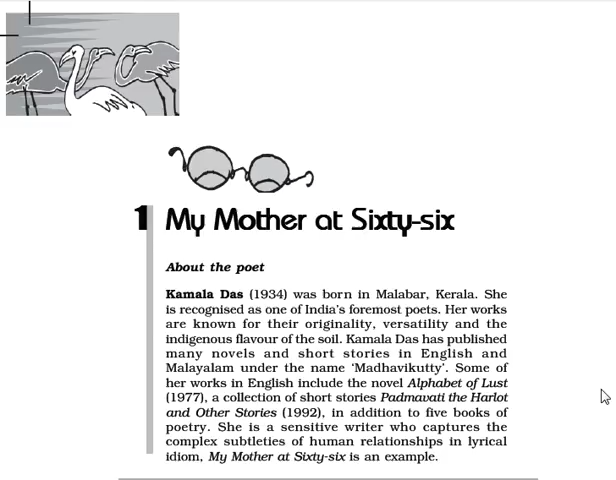 1 My Mother at Sixty-six
About the poet
Kamala Das (1934) was born in Malabar, Kerala. She
is recognised as one of India's foremost poets. Her works
are known for their originality, versatility and the
indigenous flavour of the soil. Kamala Das has published
many novels and short stories in English and
Malayalam under the name 'Madhavikutty'. Some of
her works in English include the novel Alphabet of Lust
(1977), a collection of short stories Padmavati the Harlot
and Other Stories (1992), in addition to five books of
poetry. She is a sensitive writer who captures the
complex subtleties of human relationships in lyrical
idiom, My Mother at Sixty-six is an example.